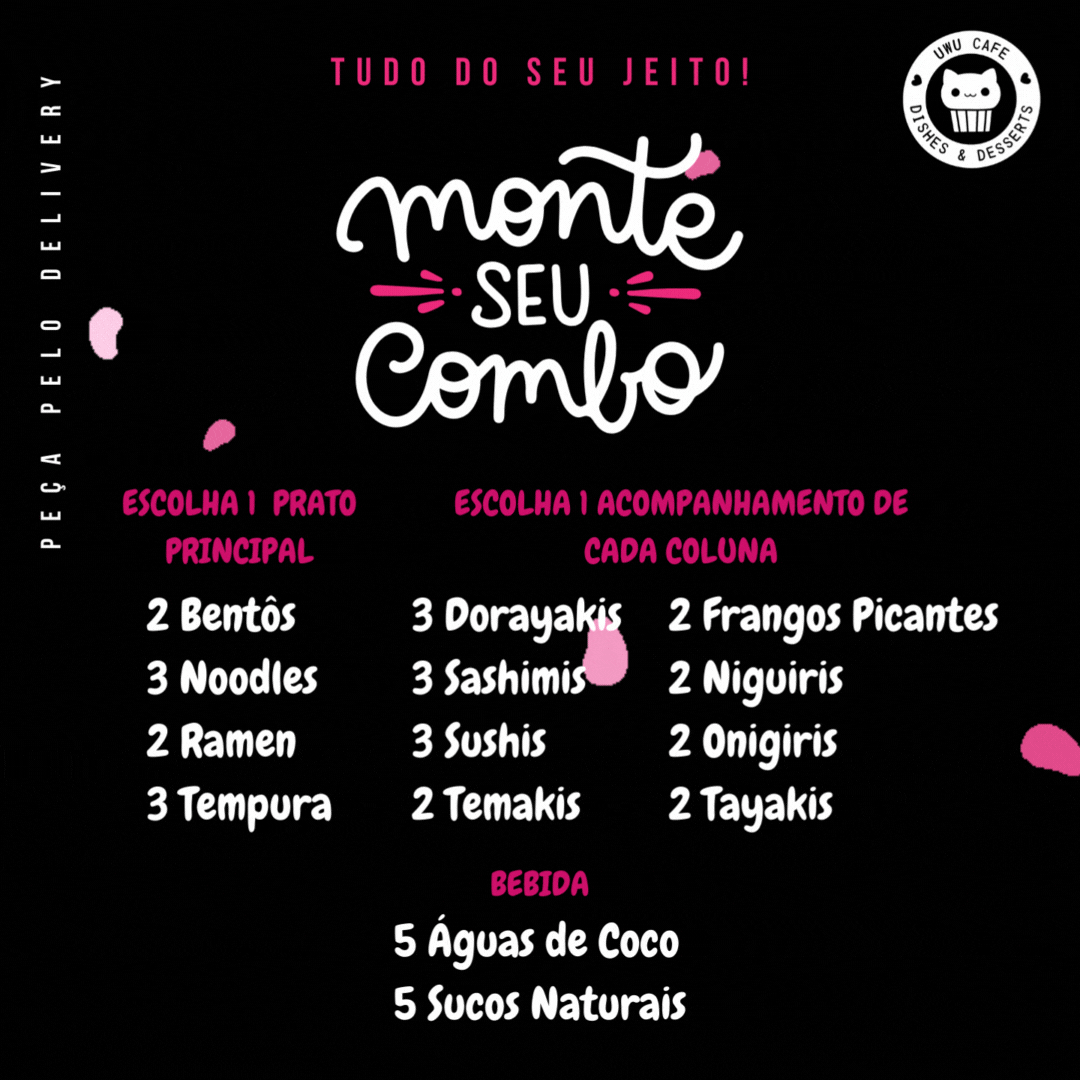 TUDO DO SEU JEITO!
UWU CAFE
DISHES & DESSERTS
PEÇA PELO DELIVERY
monte
SEU
Combo
ESCOLHA 1 PRATO
PRINCIPAL
2 Bentôs
3 Noodles
2 Ramen
3 Tempura
ESCOLHA 1 ACOMPANHAMENTO DE
CADA COLUNA
3 Dorayakis
3 Sashimis
3 Sushis
2 Temakis
2 Frangos Picantes
2 Niguiris
2 Onigiris
2 Tayakis
BEBIDA
5 Águas de Coco
5 Sucos Naturais